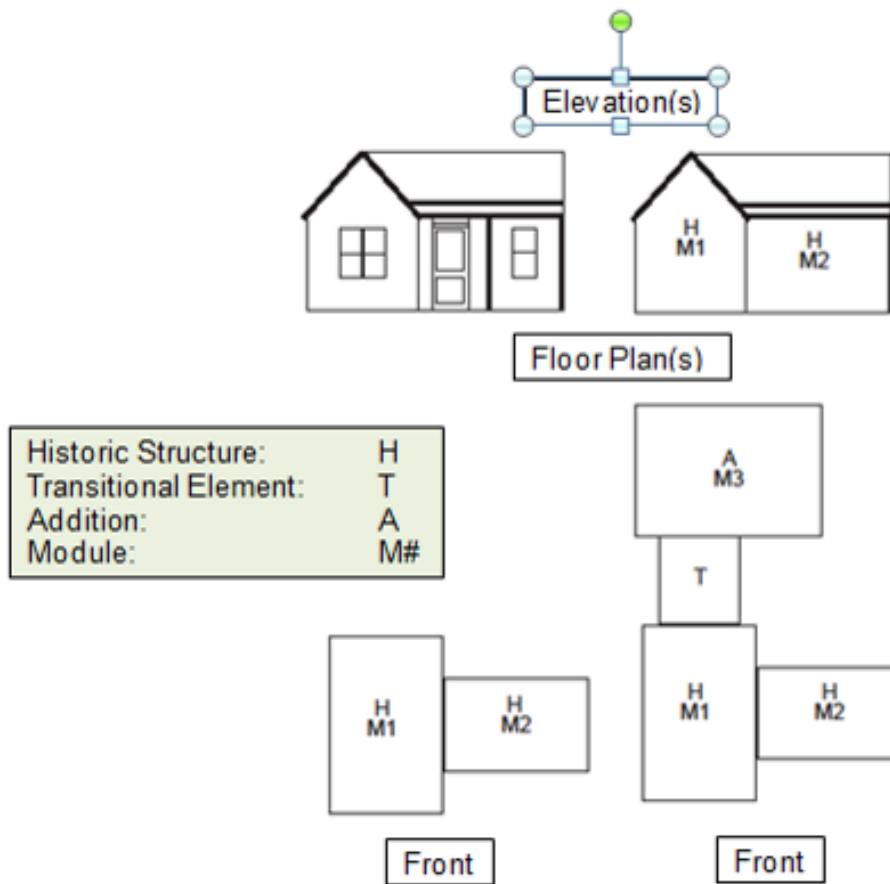 Elevation(s)
H
M1
H
M2
Floor Plan(s)
Historic Structure: H
Transitional Element: T
Addition: A
Module: M#
A
M3
T
H
M1
H
M2
H
M1
H
M2
Front
Front